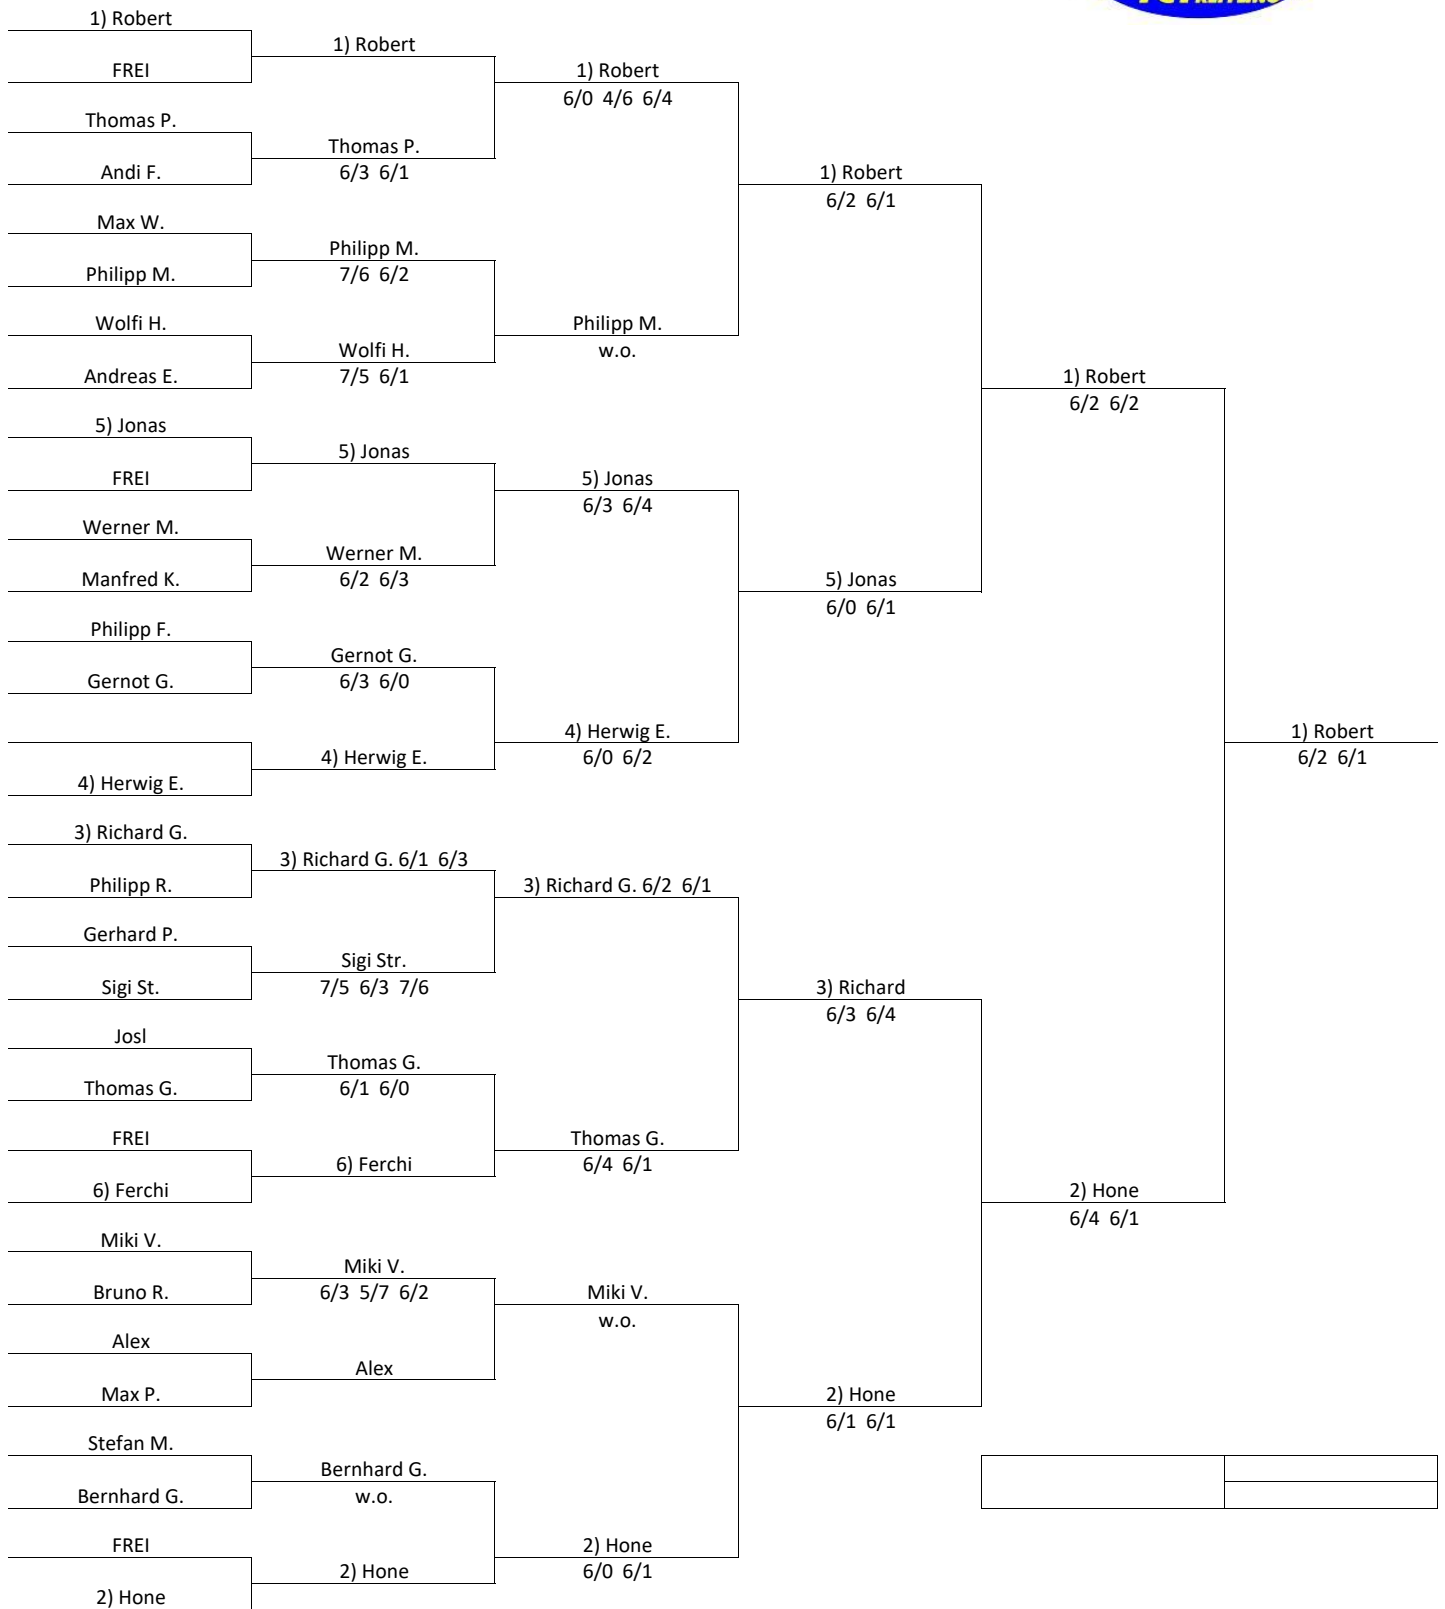 1) Robert
FREI
Thomas P.
Andi F.
Max W.
Philipp M.
Wolfi H.
Andreas E.
5) Jonas
FREI
Werner M.
Manfred K.
Philipp F.
Gernot G.
4) Herwig E.
3) Richard G.
Philipp R.
Gerhard P.
Sigi St.
Josl
Thomas G.
FREI
6) Ferchi
Miki V.
Bruno R.
Alex
Max P.
Stefan M.
Bernhard G.
FREI
2) Hone
1) Robert
Thomas P.
6/3 6/1
Philipp M.
7/6 6/2
Wolfi H.
7/5 6/1
5) Jonas
Werner M.
6/2 6/3
Gernot G.
6/3 6/0
4) Herwig E.
3) Richard G. 6/1 6/3
Sigi Str.
7/5 6/3 7/6
Thomas G.
6/1 6/0
6) Ferchi
Miki V.
6/3 5/7 6/2
Alex
Bernhard G.
w.o.
2) Hone
1) Robert
6/0 4/6 6/4
Philipp M.
w.o.
5) Jonas
6/3 6/4
4) Herwig E.
6/0 6/2
3) Richard G. 6/2 6/1
Thomas G.
6/4 6/1
Miki V.
w.o.
2) Hone
6/0 6/1
1) Robert
6/2 6/1
5) Jonas
6/0 6/1
3) Richard
6/3 6/4
2) Hone
6/1 6/1
1) Robert
6/2 6/2
2) Hone
6/4 6/1
1) Robert
6/2 6/1